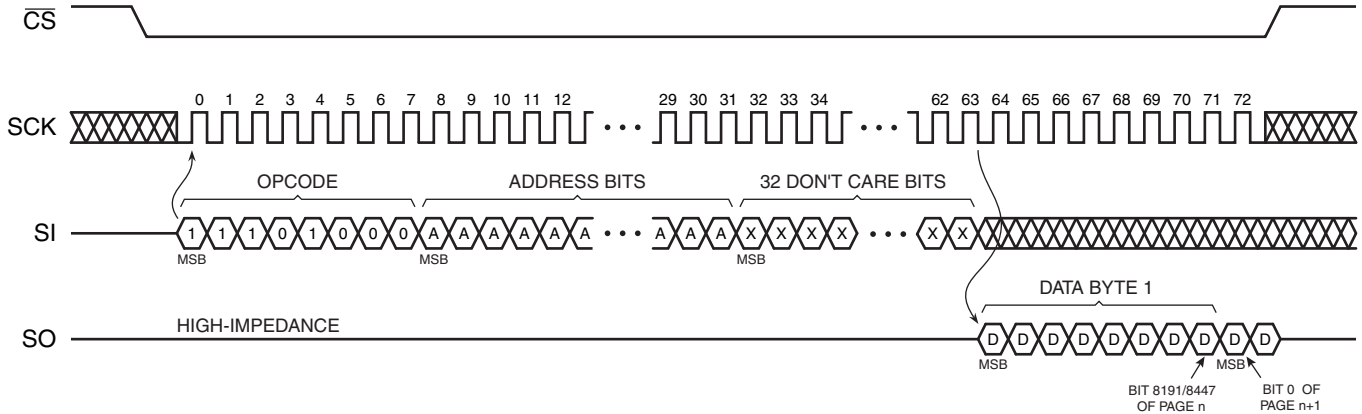 CS
SCK
0 1 2 3 4 5 6 7 8 9 10 11 12 • • • 29 30 31 32 33 34 • • • 62 63 64 65 66 67 68 69 70 71 72
OPCODE ADDRESS BITS 32 DON'T CARE BITS
SI
1 1 1 0 1 0 0 0 A A A A A A • • • A A A X X X X • • • X X
MSB MSB MSB
DATA BYTE 1
SO
HIGH-IMPEDANCE
D D D D D D D D D D
MSB MSB
BIT 8191/8447
OF PAGE n
BIT 0 OF
PAGE n+1